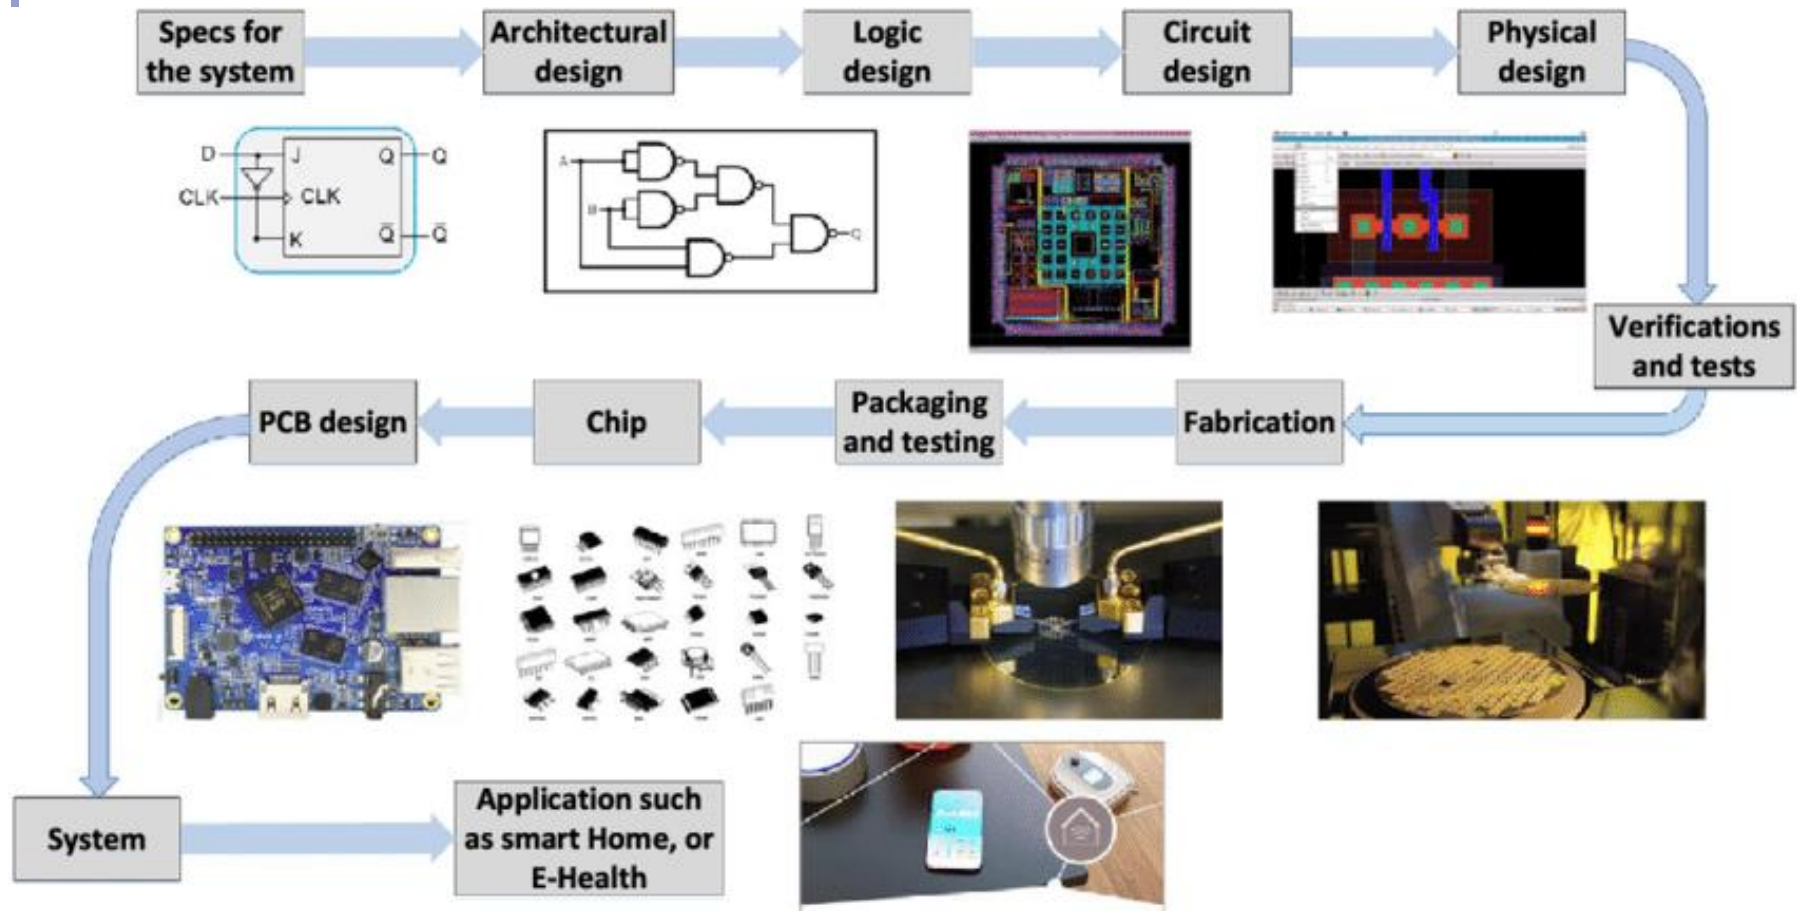 Specs for
the system
Architectural
design
Logic
design
Circuit
design
Physical
design
D
J
Q
Q
CLK
CLK
K
Q̅
Q̅
A
B
Q
Verifications
and tests
PCB design
Chip
Packaging
and testing
Fabrication
System
Application such
as smart Home, or
E-Health